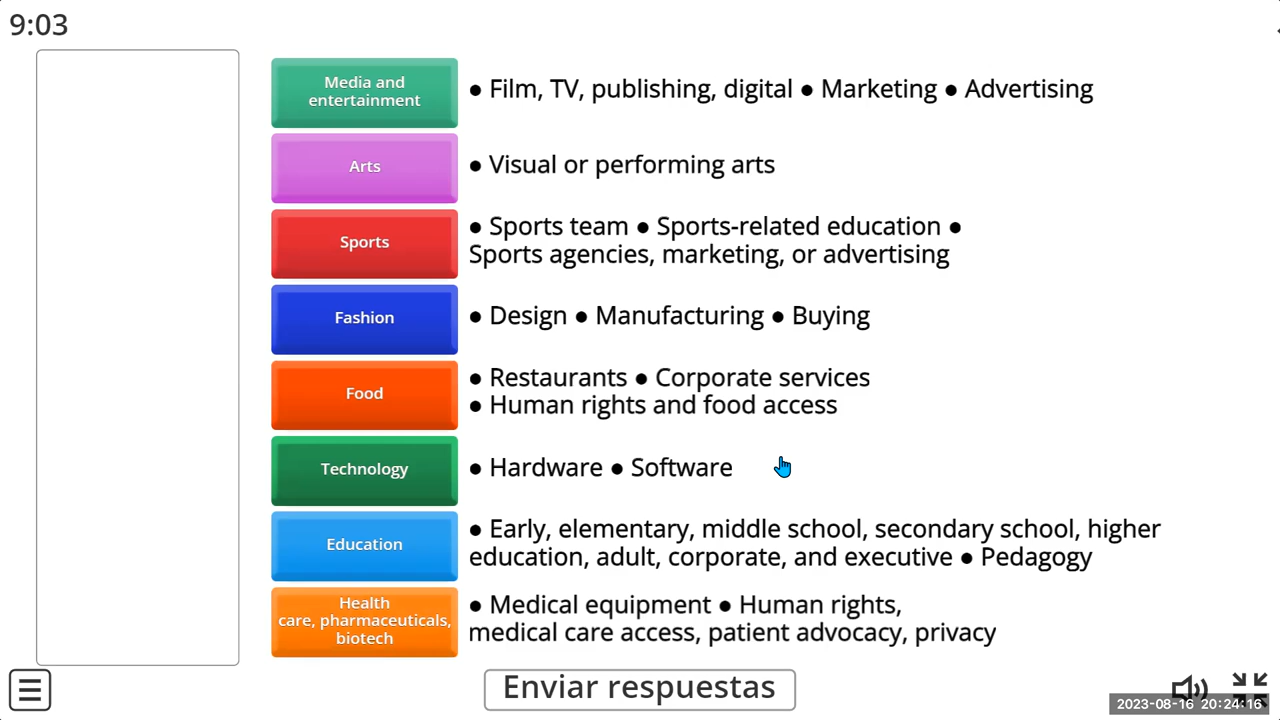 9:03
Media and
entertainment
● Film, TV, publishing, digital ● Marketing ● Advertising
Arts
● Visual or performing arts
Sports
● Sports team ● Sports-related education ●
Sports agencies, marketing, or advertising
Fashion
● Design ● Manufacturing ● Buying
Food
● Restaurants ● Corporate services
● Human rights and food access
Technology
● Hardware ● Software
Education
● Early, elementary, middle school, secondary school, higher
education, adult, corporate, and executive ● Pedagogy
Health
care, pharmaceuticals,
biotech
● Medical equipment ● Human rights,
medical care access, patient advocacy, privacy
Enviar respuestas
2023-08-16 20:24:16